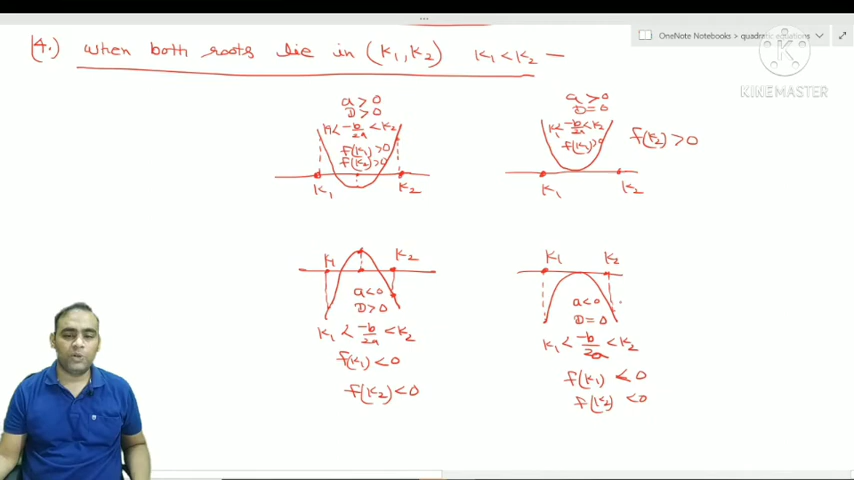 OneNote Notebooks » quadratic equations
KINEMASTER
(4.) when both roots lie in (K₁, K₂) K₁ < K₂ —
a > 0
D > 0
K₁ < -b/2a < K₂
f(K₁) > 0
f(K₂) > 0
K₁ K₂
a > 0
D = 0
K₁ < -b/2a < K₂
f(K₁) > 0
f(K₂) > 0
K₁ K₂
K₁ K₂
a < 0
D > 0
K₁ < -b/2a < K₂
f(K₁) < 0
f(K₂) < 0
K₁ K₂
a < 0
D = 0
K₁ < -b/2a < K₂
f(K₁) < 0
f(K₂) < 0